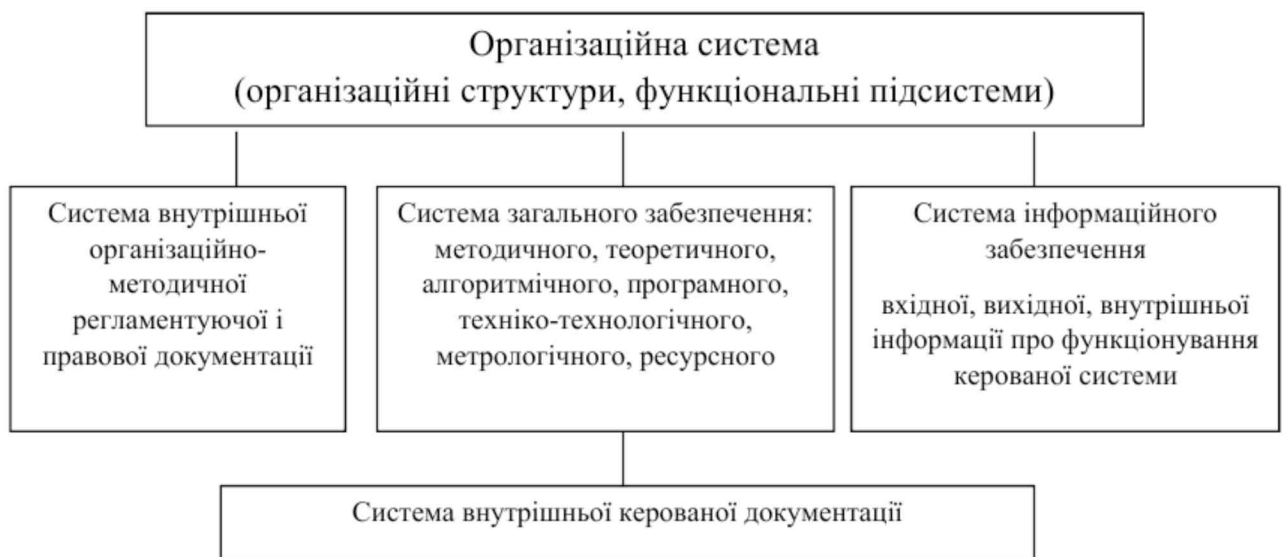 Організаційна система
(організаційні структури, функціональні підсистеми)
Система внутрішньої
організаційно-
методичної
регламентуючої і
правової документації
Система загального забезпечення:
методичного, теоретичного,
алгоритмічного, програмного,
техніко-технологічного,
метрологічного, ресурсного
Система інформаційного
забезпечення
вхідної, вихідної, внутрішньої
інформації про функціонування
керованої системи
Система внутрішньої керованої документації